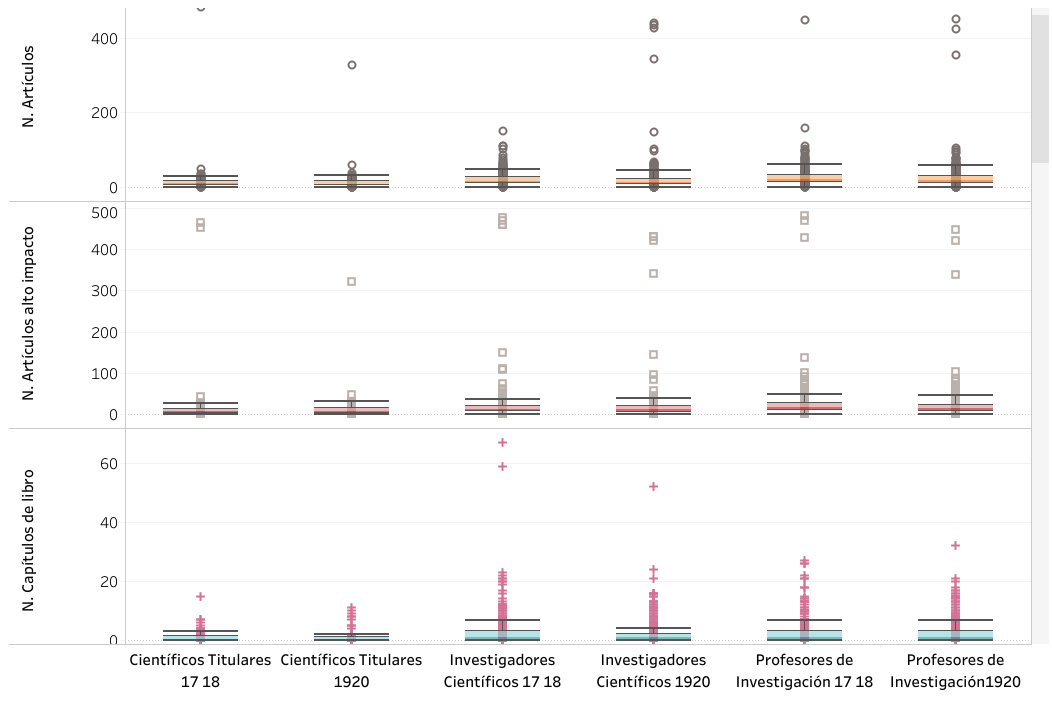 N. Artículos
400
200
0
N. Artículos alto impacto
500
400
300
200
100
0
N. Capítulos de libro
60
40
20
0
Científicos Titulares
17 18
Científicos Titulares
1920
Investigadores
Científicos 17 18
Investigadores
Científicos 1920
Profesores de
Investigación 17 18
Profesores de
Investigación1920